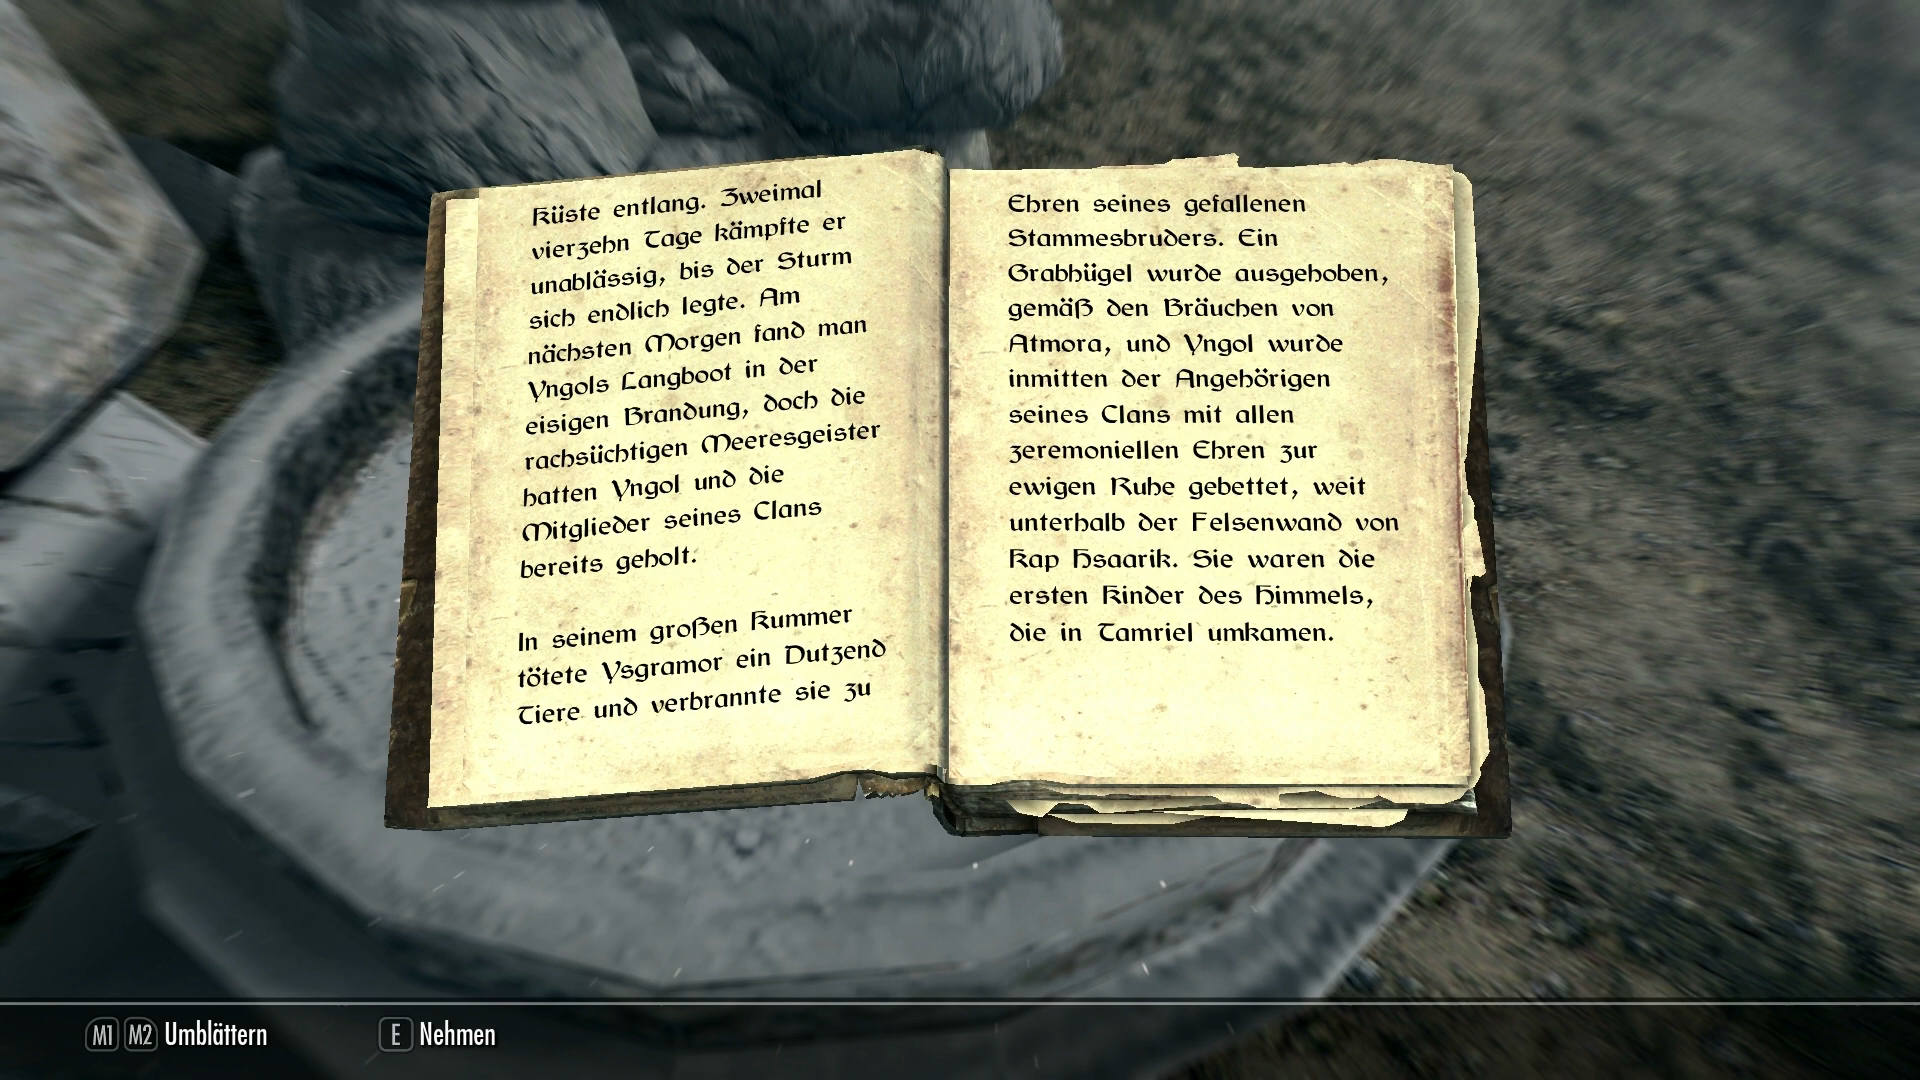 Küste entlang. Zweimal
vierzehn Tage kämpfte er
unablässig, bis der Sturm
sich endlich legte. Am
nächsten Morgen fand man
Yngols Langboot in der
eisigen Brandung, doch die
rachsüchtigen Meeresgeister
hatten Yngol und die
Mitglieder seines Clans
bereits geholt.
In seinem großen Kummer
tötete Ysgramor ein Dutzend
Tiere und verbrannte sie zu
Ehren seines gefallenen
Stammesbruders. Ein
Grabhügel wurde ausgehoben,
gemäß den Bräuchen von
Atmora, und Yngol wurde
inmitten der Angehörigen
seines Clans mit allen
zeremoniellen Ehren zur
ewigen Ruhe gebettet, weit
unterhalb der Felsenwand von
Kap Hsaarik. Sie waren die
ersten Kinder des Himmels,
die in Tamriel umkamen.
M1 M2 Umblättern
E Nehmen